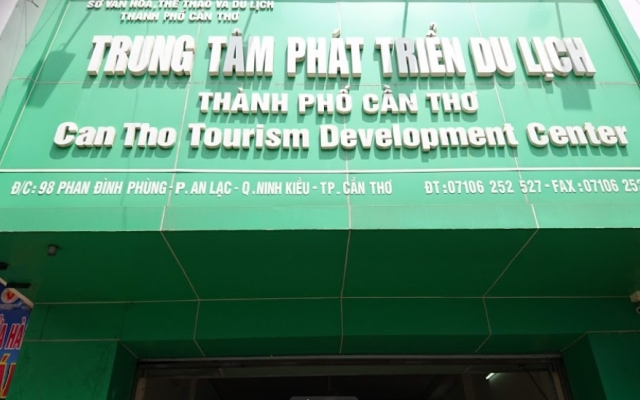 SỞ VĂN HÓA, THỂ THAO VÀ DU LỊCH
THÀNH PHỐ CẦN THƠ
TRUNG TÂM PHÁT TRIỂN DU LỊCH
THÀNH PHỐ CẦN THƠ
Can Tho Tourism Development Center
Đ/C: 98 PHAN ĐÌNH PHÙNG - P. AN LẠC - Q. NINH KIỀU - TP. CẦN THƠ ĐT: 07106 252 527 - FAX: 07106 25